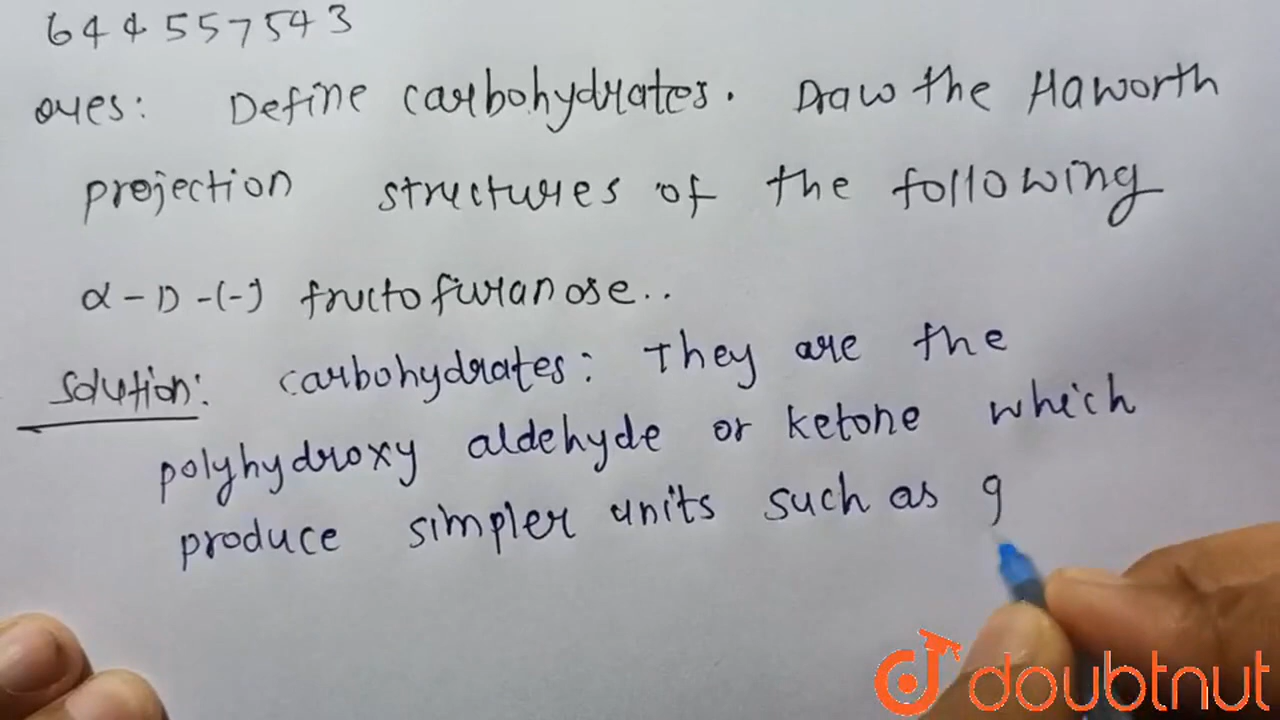 644557543
ques: Define carbohydrates. Draw the Haworth
projection structures of the following
α-D-(-) fructofuranose..
Solution: carbohydrates: They are the
polyhydroxy aldehyde or ketone which
produce simpler units such as g
doubtnut